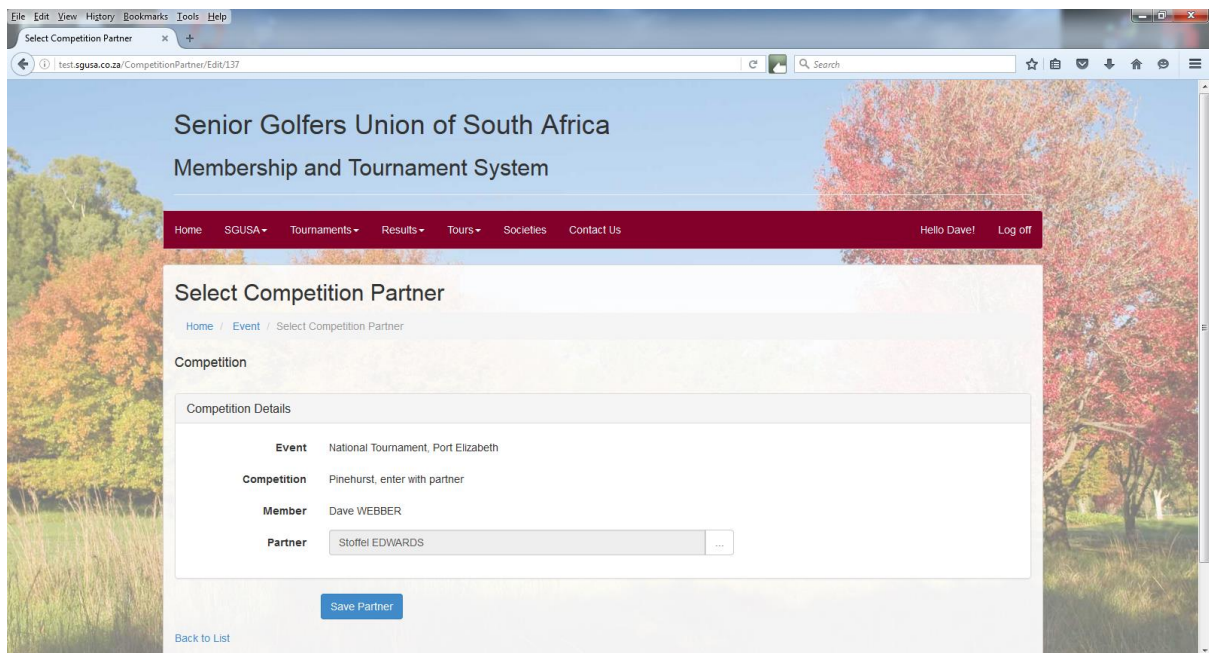 File Edit View History Bookmarks Tools Help
Select Competition Partner × +
test.sgusa.co.za/CompetitionPartner/Edit/137 Search
Senior Golfers Union of South Africa
Membership and Tournament System
Home SGUSA Tournaments Results Tours Societies Contact Us Hello Dave! Log off
Select Competition Partner
Home / Event / Select Competition Partner
Competition
Competition Details
Event National Tournament, Port Elizabeth
Competition Pinehurst, enter with partner
Member Dave WEBBER
Partner Stoffel EDWARDS ...
Save Partner
Back to List